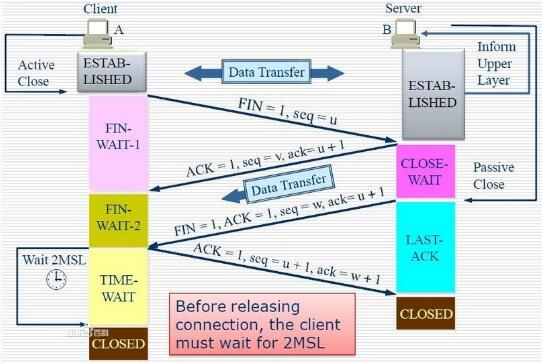 Client
Server
A
B
Active
Close
ESTAB-
LISHED
Data Transfer
ESTAB-
LISHED
Inform
Upper
Layer
FIN = 1, seq = u
FIN-
WAIT-1
ACK = 1, seq = v, ack= u + 1
CLOSE-
WAIT
Passive
Close
Data Transfer
FIN = 1, ACK = 1, seq = w, ack= u + 1
FIN-
WAIT-2
LAST-
ACK
ACK = 1, seq = u + 1, ack = w + 1
Wait 2MSL
TIME-
WAIT
Before releasing
connection, the client
must wait for 2MSL
CLOSED
CLOSED